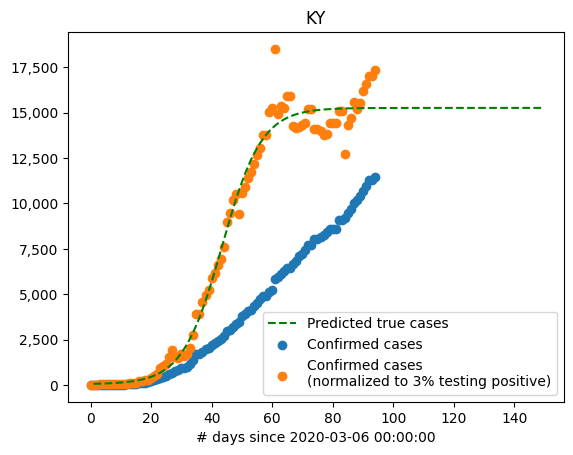 KY
17,500
15,000
12,500
10,000
7,500
5,000
2,500
0
Predicted true cases
Confirmed cases
Confirmed cases
(normalized to 3% testing positive)
0 20 40 60 80 100 120 140
# days since 2020-03-06 00:00:00